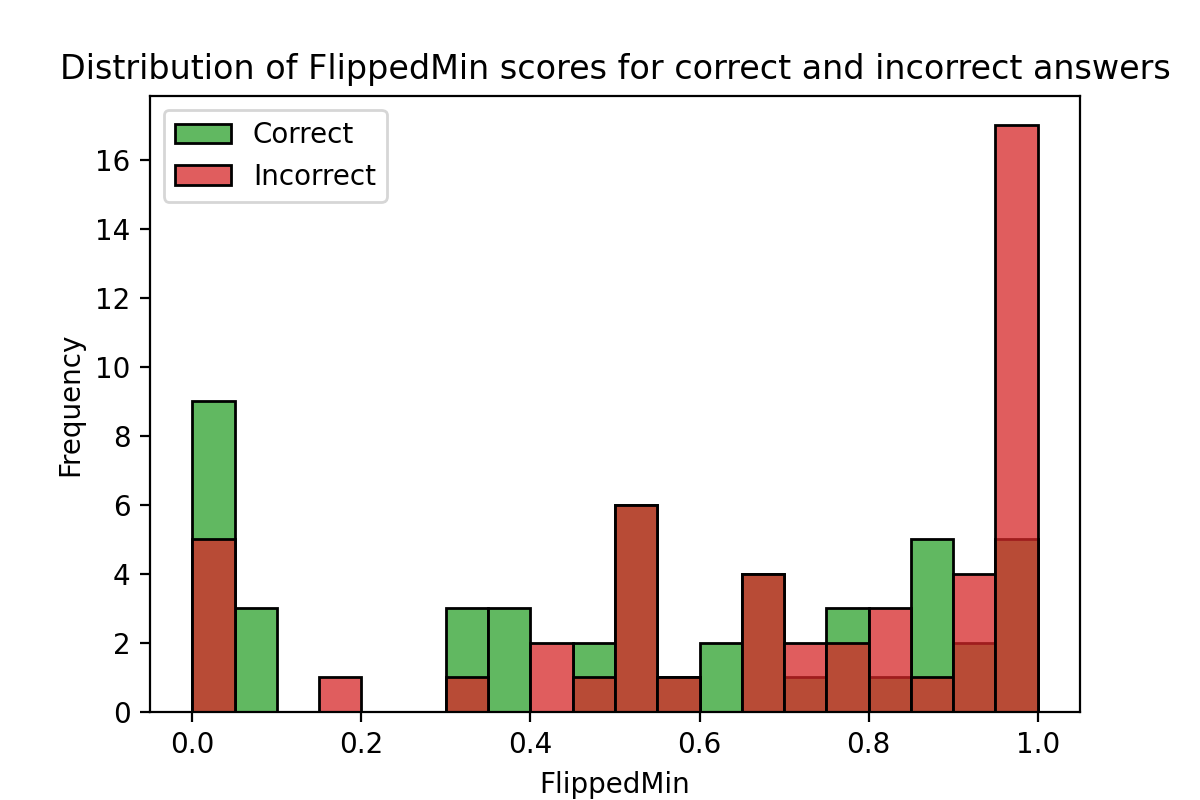 Distribution of FlippedMin scores for correct and incorrect answers
Correct
Incorrect
Frequency
16
14
12
10
8
6
4
2
0
0.0 0.2 0.4 0.6 0.8 1.0
FlippedMin